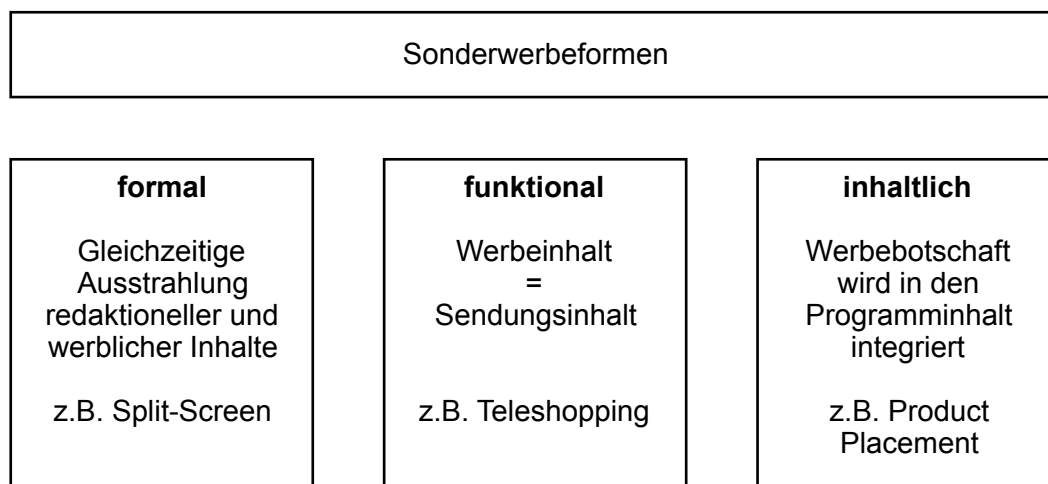 Sonderwerbeformen
formal
Gleichzeitige
Ausstrahlung
redaktioneller und
werblicher Inhalte
z.B. Split-Screen
funktional
Werbeinhalt
=
Sendungsinhalt
z.B. Teleshopping
inhaltlich
Werbebotschaft
wird in den
Programminhalt
integriert
z.B. Product
Placement